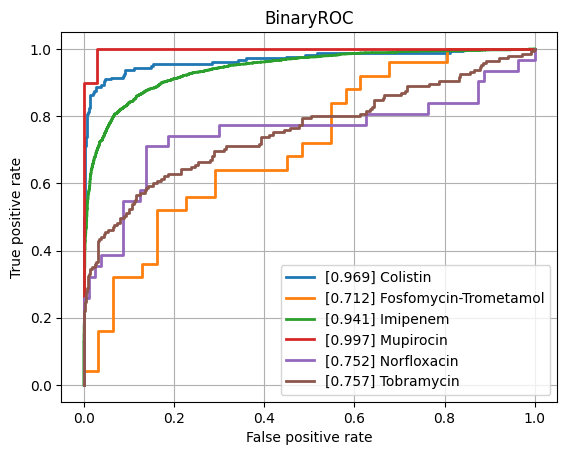 BinaryROC
True positive rate
1.0
0.8
0.6
0.4
0.2
0.0
[0.969] Colistin
[0.712] Fosfomycin-Trometamol
[0.941] Imipenem
[0.997] Mupirocin
[0.752] Norfloxacin
[0.757] Tobramycin
0.0 0.2 0.4 0.6 0.8 1.0
False positive rate